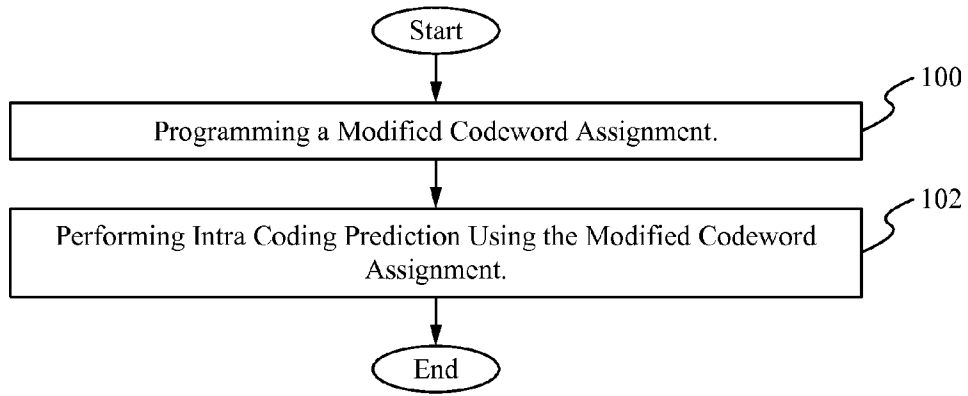 Start
100
Programming a Modified Codeword Assignment.
102
Performing Intra Coding Prediction Using the Modified Codeword
Assignment.
End